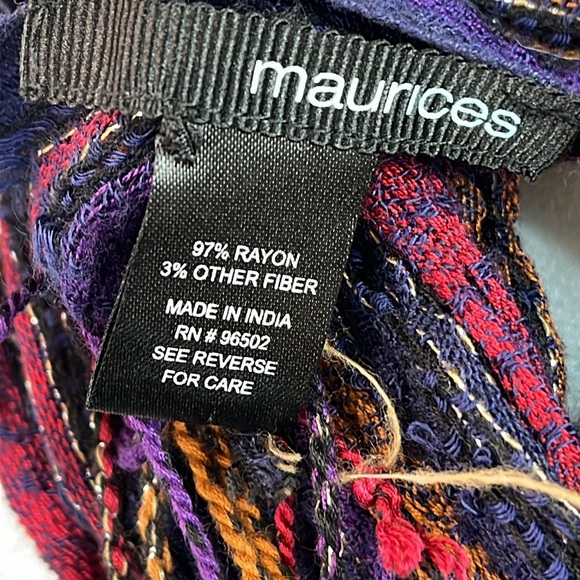 maurices
97% RAYON
3% OTHER FIBER
MADE IN INDIA
RN # 96502
SEE REVERSE
FOR CARE